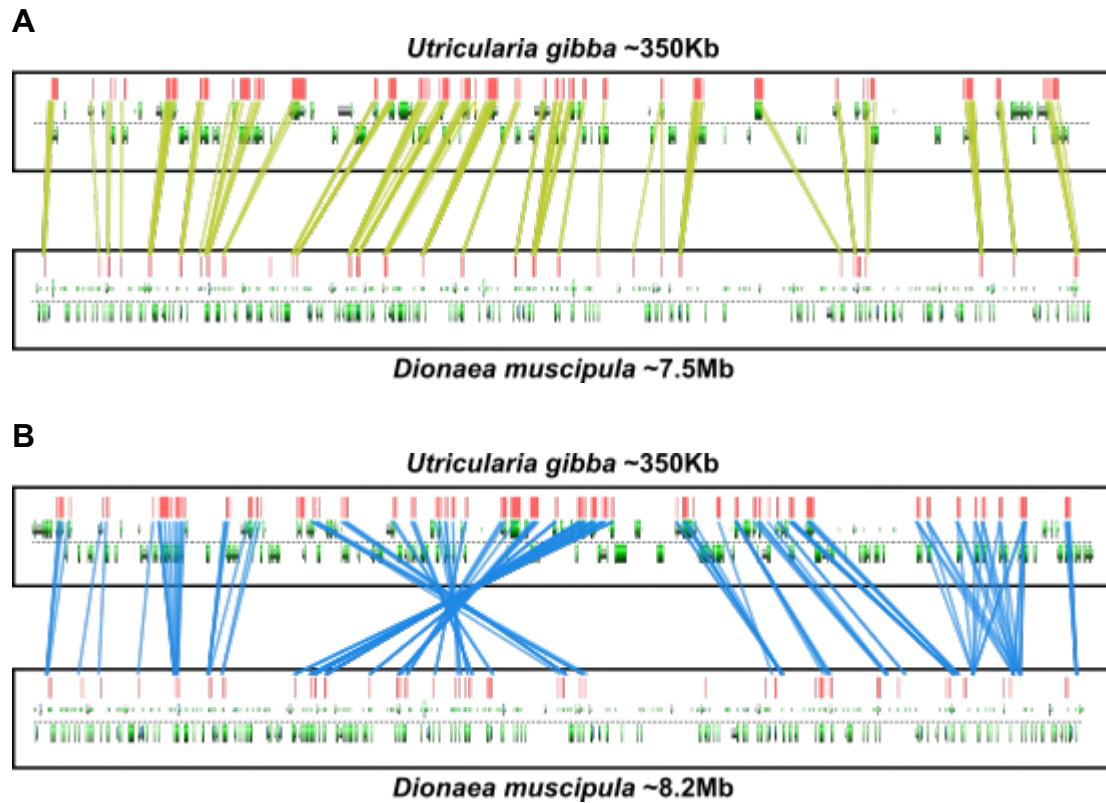 A
Utricularia gibba ~350Kb
Dionaea muscipula ~7.5Mb
B
Utricularia gibba ~350Kb
Dionaea muscipula ~8.2Mb